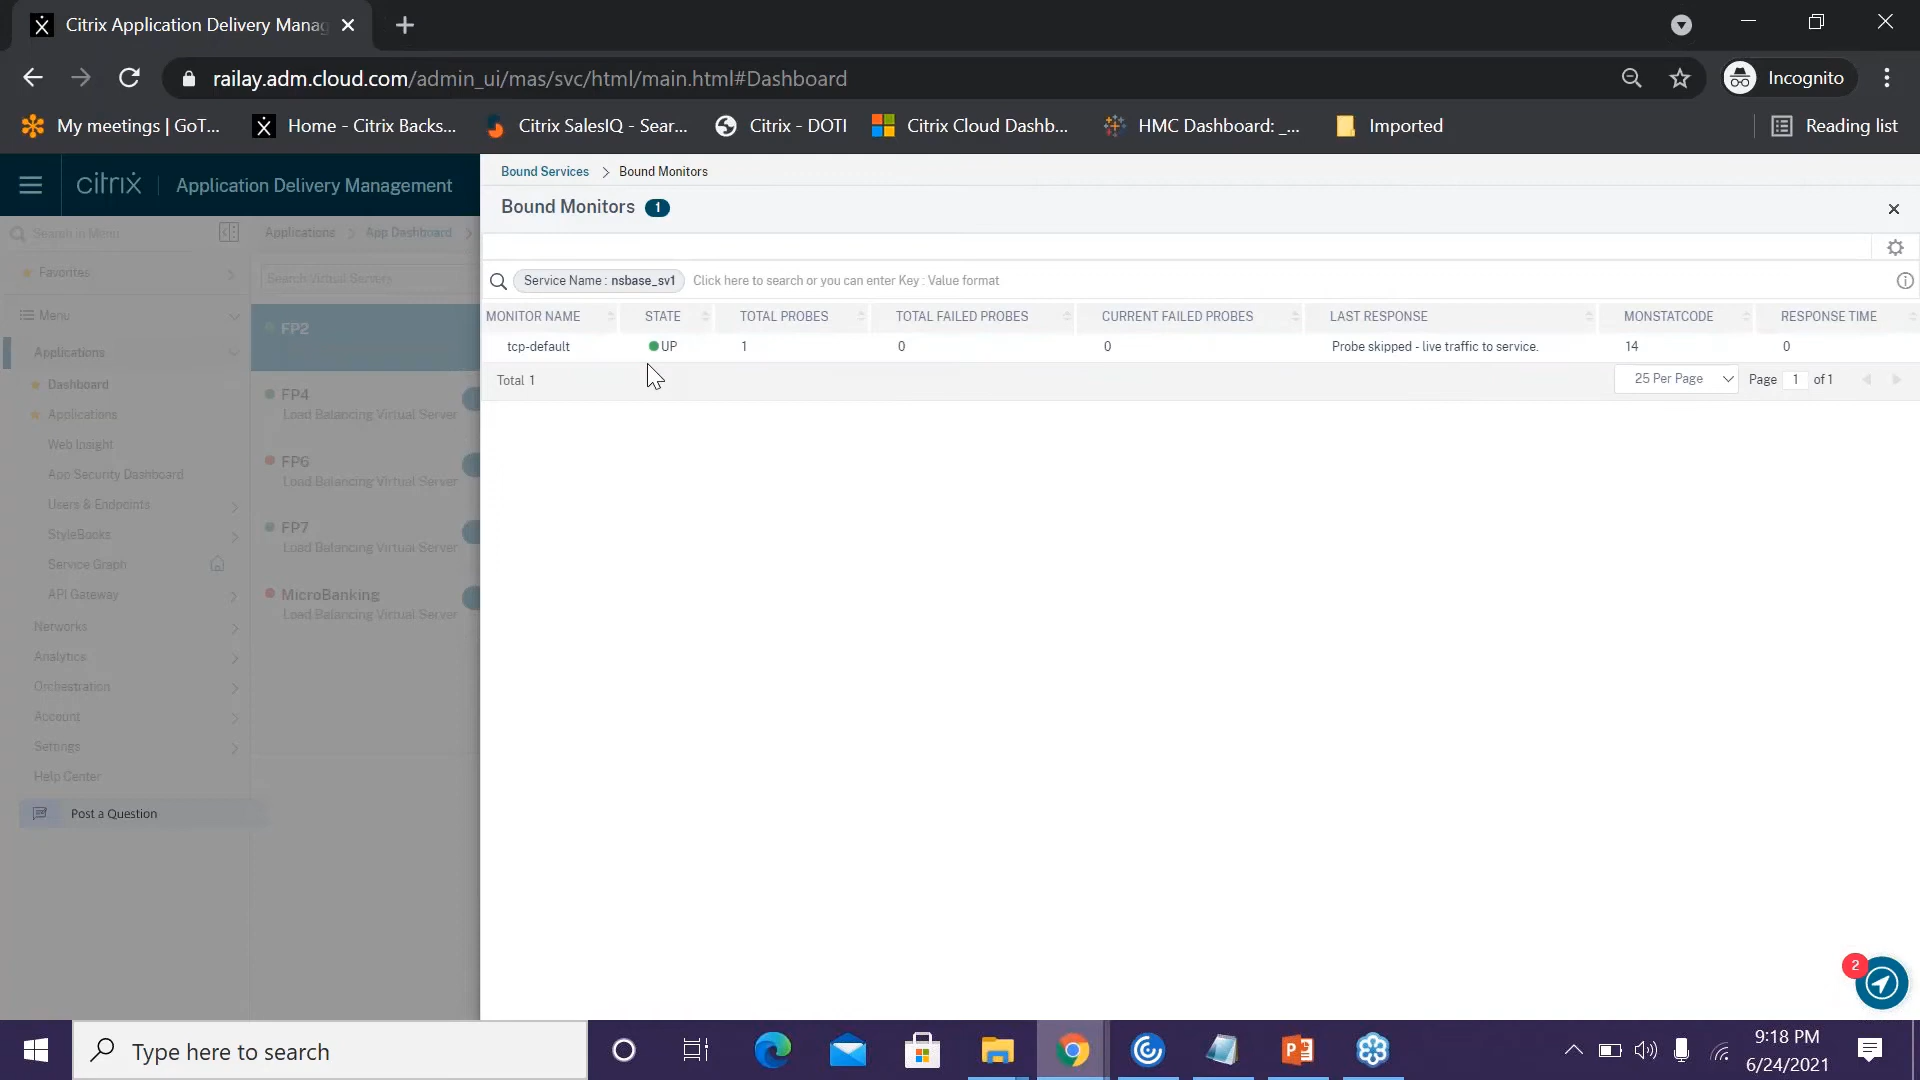 Citrix Application Delivery Manag
railay.adm.cloud.com/admin_ui/mas/svc/html/main.html#Dashboard
Incognito
My meetings | GoT...
Home - Citrix Backs...
Citrix SalesIQ - Sear...
Citrix - DOTI
Citrix Cloud Dashb...
HMC Dashboard: _...
Imported
Reading list
citrix
Application Delivery Management
Search in Menu
Favorites
Menu
Applications
Dashboard
Applications
Web Insight
App Security Dashboard
Users & Endpoints
StyleBooks
Service Graph
API Gateway
Networks
Analytics
Orchestration
Account
Settings
Help Center
Post a Question
Applications > App Dashboard >
Search Virtual Servers
FP2
FP4
Load Balancing Virtual Server
FP6
Load Balancing Virtual Server
FP7
Load Balancing Virtual Server
MicroBanking
Load Balancing Virtual Server
Bound Services > Bound Monitors
Bound Monitors 1
Service Name : nsbase_sv1 Click here to search or you can enter Key : Value format
MONITOR NAME STATE TOTAL PROBES TOTAL FAILED PROBES CURRENT FAILED PROBES LAST RESPONSE MONSTATCODE RESPONSE TIME
tcp-default UP 1 0 0 Probe skipped - live traffic to service. 14 0
Total 1
25 Per Page Page 1 of 1
2
Type here to search
9:18 PM
6/24/2021